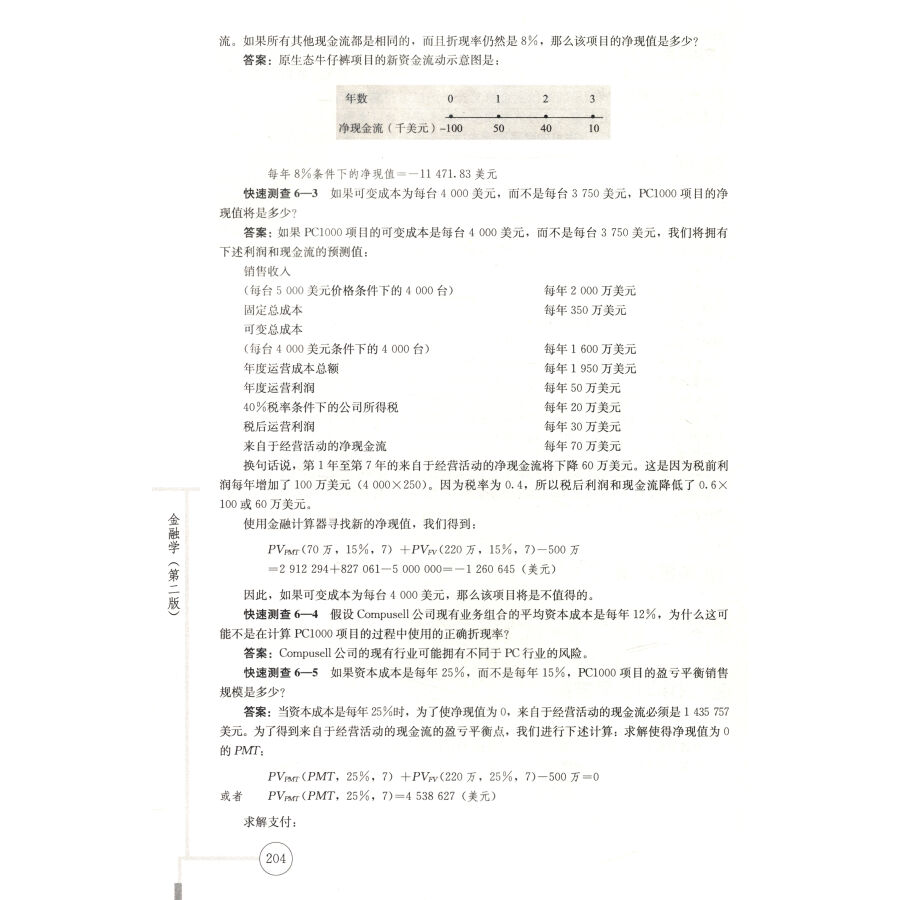 流。如果所有其他现金流都是相同的，而且折现率仍然是 8%，那么该项目的净现值是多少？
答案：原生态牛仔裤项目的新资金流动示意图是：
年数 0 1 2 3
净现金流（千美元） -100 50 40 10
每年 8%条件下的净现值=－11 471.83 美元
快速测查 6—3 如果可变成本为每台 4 000 美元，而不是每台 3 750 美元，PC1000 项目的净
现值将是多少？
答案：如果 PC1000 项目的可变成本是每台 4 000 美元，而不是每台 3 750 美元，我们将拥有
下述利润和现金流的预测值：
销售收入
（每台 5 000 美元价格条件下的 4 000 台） 每年 2 000 万美元
固定总成本 每年 350 万美元
可变总成本
（每台 4 000 美元条件下的 4 000 台） 每年 1 600 万美元
年度运营成本总额 每年 1 950 万美元
年度运营利润 每年 50 万美元
40%税率条件下的公司所得税 每年 20 万美元
税后运营利润 每年 30 万美元
来自于经营活动的净现金流 每年 70 万美元
换句话说，第 1 年至第 7 年的来自于经营活动的净现金流将下降 60 万美元。这是因为税前利
润每年增加了 100 万美元（4 000×250）。因为税率为 0.4，所以税后利润和现金流降低了 0.6×
100 或 60 万美元。
使用金融计算器寻找新的净现值，我们得到：
PVPMT（70 万，15%，7）＋PVFV（220 万，15%，7）－500 万
=2 912 294+827 061－5 000 000=－1 260 645（美元）
因此，如果可变成本为每台 4 000 美元，那么该项目将是不值得的。
快速测查 6—4 假设 Compusell 公司现有业务组合的平均资本成本是每年 12%，为什么这可
能不是在计算 PC1000 项目的过程中使用的正确折现率？
答案：Compusell 公司的现有行业可能拥有不同于 PC 行业的风险。
快速测查 6—5 如果资本成本是每年 25%，而不是每年 15%，PC1000 项目的盈亏平衡销售
规模是多少？
答案：当资本成本是每年 25%时，为了使净现值为 0，来自于经营活动的现金流必须是 1 435 757
美元。为了得到来自于经营活动的现金流的盈亏平衡点，我们进行下述计算：求解使得净现值为 0
的 PMT：
PVPMT（PMT，25%，7）＋PVFV（220 万，25%，7）－500 万=0
或者 PVPMT（PMT，25%，7）=4 538 627（美元）
求解支付：
金融学（第二版）
204